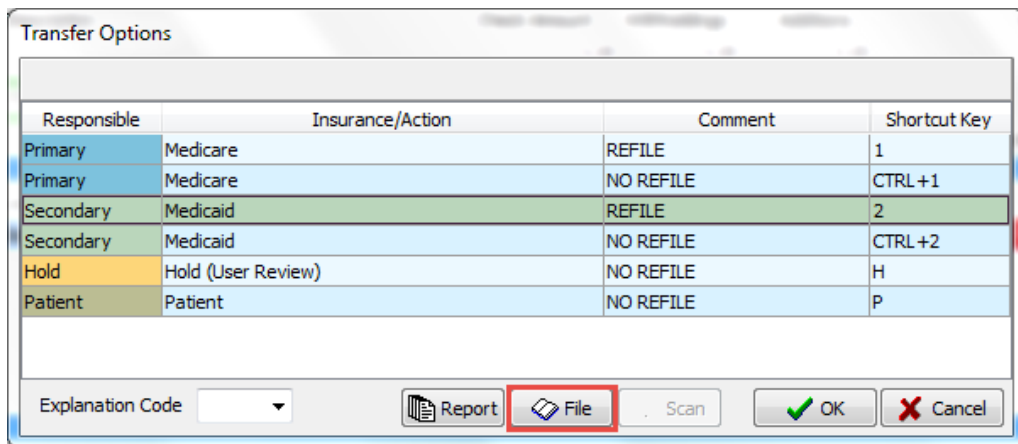 Transfer Options
Responsible Insurance/Action Comment Shortcut Key
Primary Medicare REFILE 1
Primary Medicare NO REFILE CTRL+1
Secondary Medicaid REFILE 2
Secondary Medicaid NO REFILE CTRL+2
Hold Hold (User Review) NO REFILE H
Patient Patient NO REFILE P
Explanation Code Report File Scan OK Cancel